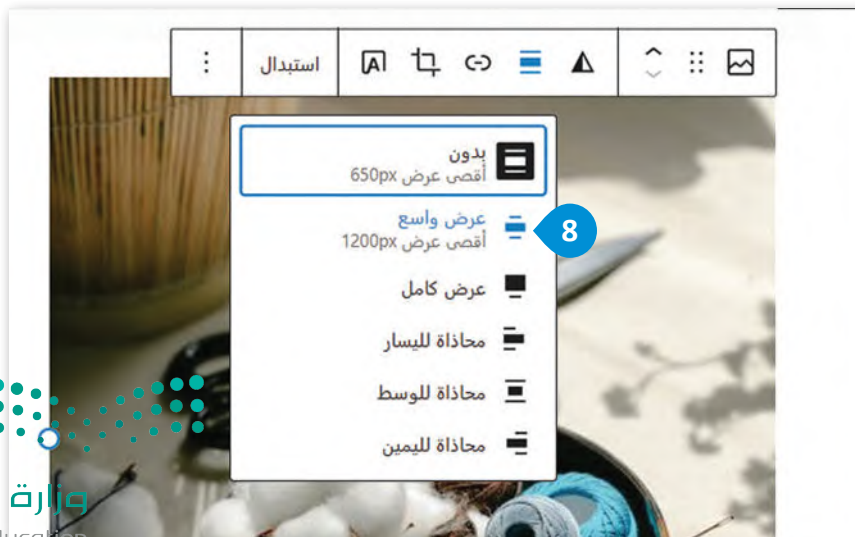 استبدال
بدون
أقصى عرض 650px
عرض واسع
أقصى عرض 1200px
8
عرض كامل
محاذاة لليسار
محاذاة للوسط
محاذاة لليمين
وزارة